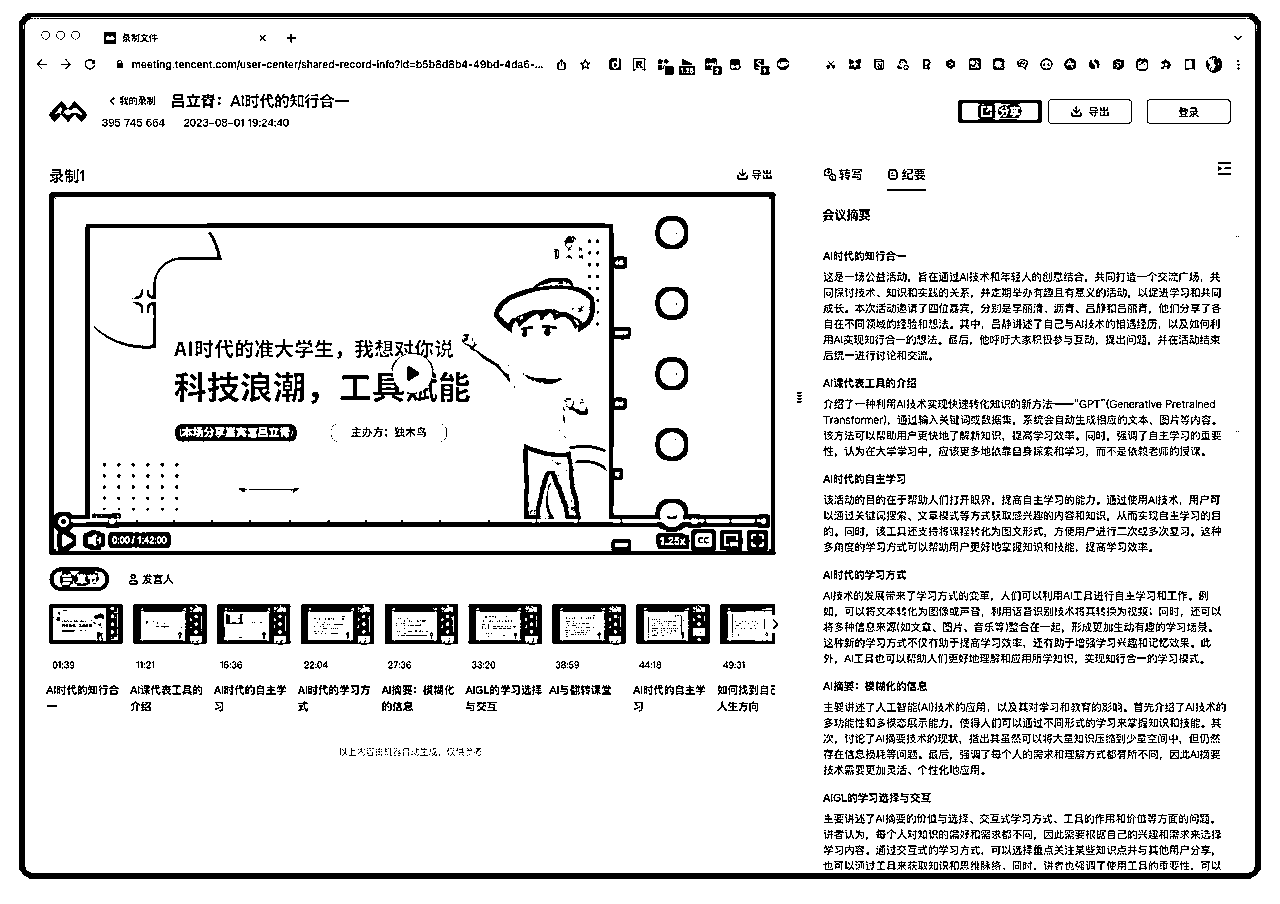 录制文件
meeting.tencent.com/user-center/shared-record-info?id=b5b8d8b4-49bd-4da6-...
我的录制
吕立青：AI时代的知行合一
395 745 664 2023-08-01 19:24:40
分享
导出
登录
录制1
导出
AI时代的准大学生，我想对你说
科技浪潮，工具赋能
本场分享嘉宾吕立青
主办方：独木鸟
0:00 / 1:42:00
1.25x
CC
章节
发言人
01:39
AI时代的知行合一
11:21
AI课代表工具的介绍
16:36
AI时代的自主学习
22:04
AI时代的学习方式
27:36
AI摘要：模糊化的信息
33:20
AIGL的学习选择与交互
38:59
AI与翻转课堂
44:18
AI时代的自主学习
49:31
如何找到自己
人生方向
以上内容由机器自动生成，仅供参考
转写
纪要
会议摘要
AI时代的知行合一
这是一场公益活动，旨在通过AI技术和年轻人的创意结合，共同打造一个交流广场，共
同探讨技术、知识和实践的关系，并定期举办有趣且有意义的活动，以促进学习和共同
成长。本次活动邀请了四位嘉宾，分别是李丽清、沥青、吕静和吕丽青，他们分享了各
自在不同领域的经验和想法。其中，吕静讲述了自己与AI技术的相遇经历，以及如何利
用AI实现知行合一的想法。最后，他呼吁大家积极参与互动，提出问题，并在活动结束
后统一进行讨论和交流。
AI课代表工具的介绍
介绍了一种利用AI技术实现快速转化知识的新方法——“GPT”(Generative Pretrained
Transformer)，通过输入关键词或数据集，系统会自动生成相应的文本、图片等内容。
该方法可以帮助用户更快地了解新知识，提高学习效率。同时，强调了自主学习的重要
性，认为在大学学习中，应该更多地依靠自身探索和学习，而不是依赖老师的授课。
AI时代的自主学习
该活动的目的在于帮助人们打开眼界，提高自主学习的能力。通过使用AI技术，用户可
以通过关键词搜索、文章模式等方式获取感兴趣的内容和知识，从而实现自主学习的目
的。同时，该工具还支持将课程转化为图文形式，方便用户进行二次或多次复习。这种
多角度的学习方式可以帮助用户更好地掌握知识和技能，提高学习效率。
AI时代的学习方式
AI技术的发展带来了学习方式的变革，人们可以利用AI工具进行自主学习和工作。例
如，可以将文本转化为图像或声音，利用语音识别技术将其转换为视频；同时，还可以
将多种信息来源(如文章、图片、音乐等)整合在一起，形成更加生动有趣的学习场景。
这种新的学习方式不仅有助于提高学习效率，还有助于增强学习兴趣和记忆效果。此
外，AI工具也可以帮助人们更好地理解和应用所学知识，实现知行合一的学习模式。
AI摘要：模糊化的信息
主要讲述了人工智能(AI)技术的应用，以及其对学习和教育的影响。首先介绍了AI技术的
多功能性和多模态展示能力，使得人们可以通过不同形式的学习来掌握知识和技能。其
次，讨论了AI摘要技术的现状，指出其虽然可以将大量知识压缩到少量空间中，但仍然
存在信息损耗等问题。最后，强调了每个人的需求和理解方式都有所不同，因此AI摘要
技术需要更加灵活、个性化地应用。
AIGL的学习选择与交互
主要讲述了AI摘要的价值与选择、交互式学习方式、工具的作用和价值等方面的问题。
讲者认为，每个人对知识的偏好和需求都不同，因此需要根据自己的兴趣和需求来选择
学习内容。通过交互式的学习方式，可以选择重点关注某些知识点并与其他用户分享，
也可以通过工具来获取知识和思维脉络。同时，讲者也强调了使用工具的重要性，可以